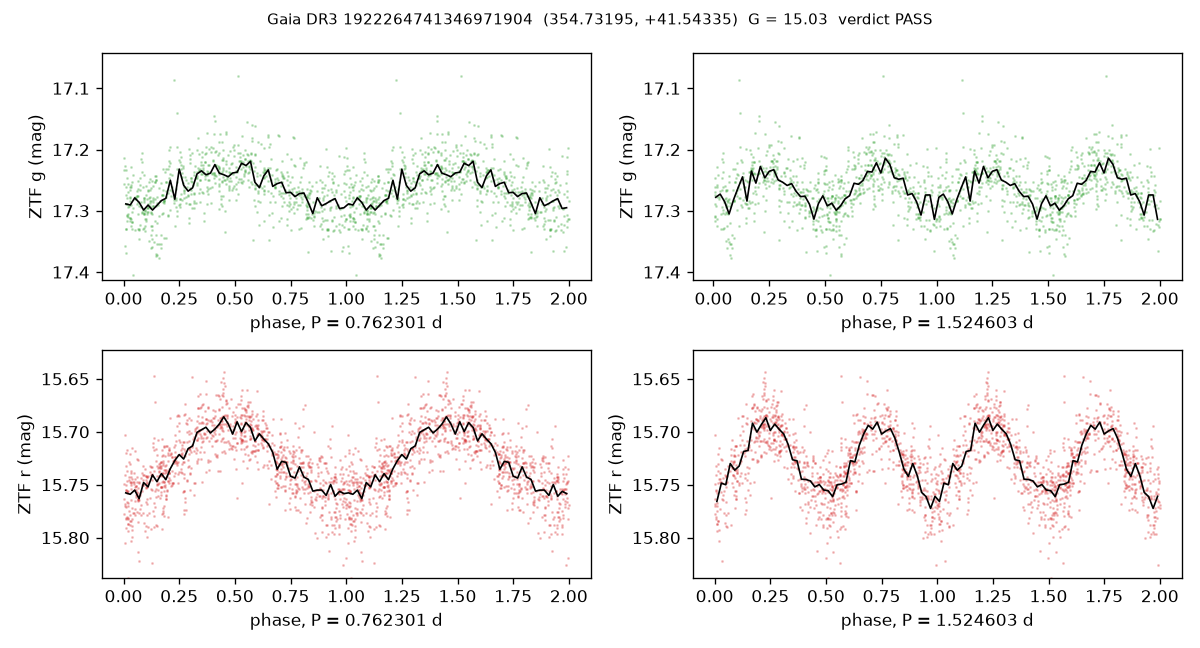 Gaia DR3 1922264741346971904 (354.73195, +41.54335) G = 15.03 verdict PASS
ZTF g (mag)
17.1
17.2
17.3
17.4
0.00 0.25 0.50 0.75 1.00 1.25 1.50 1.75 2.00
phase, P = 0.762301 d
ZTF g (mag)
17.1
17.2
17.3
17.4
0.00 0.25 0.50 0.75 1.00 1.25 1.50 1.75 2.00
phase, P = 1.524603 d
ZTF r (mag)
15.65
15.70
15.75
15.80
0.00 0.25 0.50 0.75 1.00 1.25 1.50 1.75 2.00
phase, P = 0.762301 d
ZTF r (mag)
15.65
15.70
15.75
15.80
0.00 0.25 0.50 0.75 1.00 1.25 1.50 1.75 2.00
phase, P = 1.524603 d